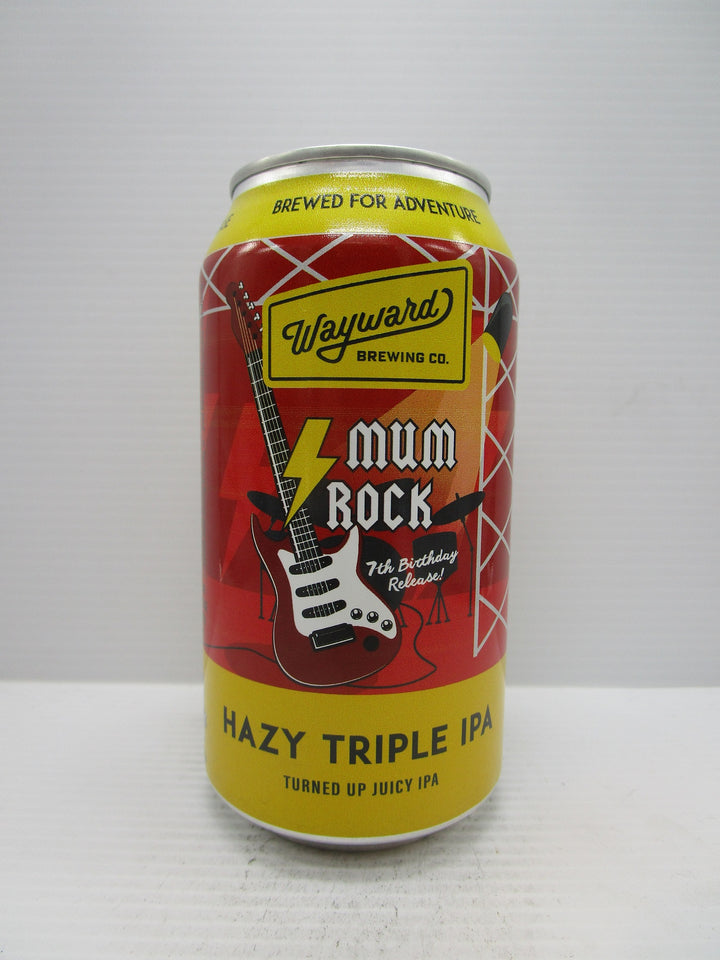 BREWED FOR ADVENTURE
Wayward
BREWING CO.
MUM
ROCK
7th Birthday
Release!
HAZY TRIPLE IPA
TURNED UP JUICY IPA